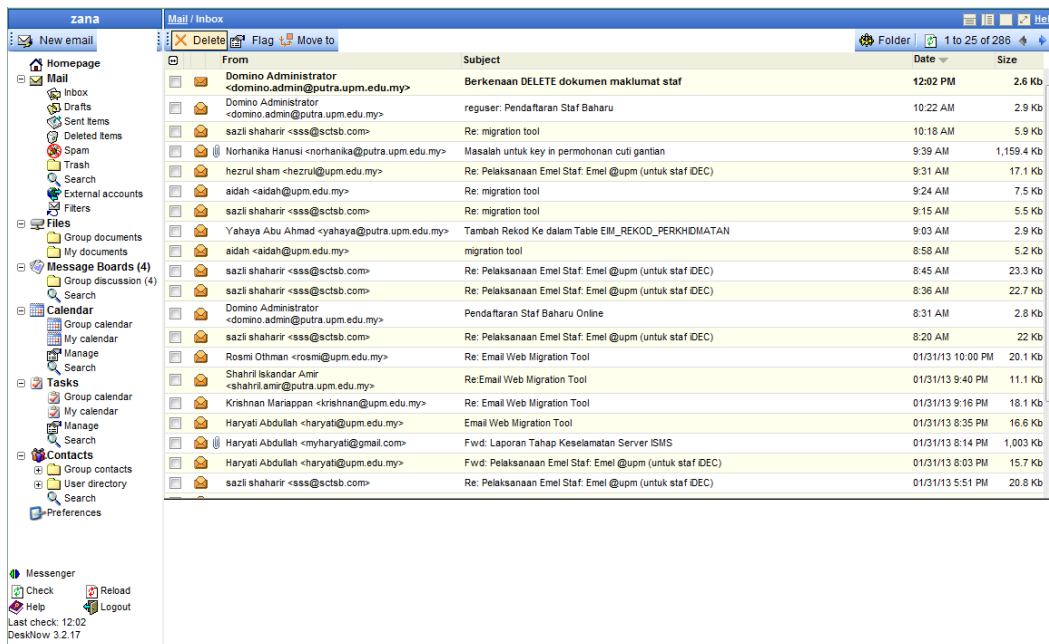 zana
Mail / Inbox
New email
Delete Flag Move to
Folder 1 to 25 of 286
Homepage
Mail
Inbox
Drafts
Sent Items
Deleted Items
Spam
Trash
Search
External accounts
Filters
Files
Group documents
My documents
Message Boards (4)
Group discussion (4)
Search
Calendar
Group calendar
My calendar
Manage
Search
Tasks
Group calendar
My calendar
Manage
Search
Contacts
Group contacts
User directory
Search
Preferences
Messenger
Check Reload
Help Logout
Last check: 12:02
DeskNow 3.2.17
From Subject Date Size
Domino Administrator
<domino.admin@putra.upm.edu.my> Berkenaan DELETE dokumen maklumat staf 12:02 PM 2.6 Kb
Domino Administrator
<domino.admin@putra.upm.edu.my> reguser: Pendaftaran Staf Baharu 10:22 AM 2.9 Kb
sazli shaharir <sss@sctsb.com> Re: migration tool 10:18 AM 5.9 Kb
Norhanika Hanusi <norhanika@putra.upm.edu.my> Masalah untuk key in permohonan cuti gantian 9:39 AM 1,159.4 Kb
hezrul sham <hezrul@upm.edu.my> Re: Pelaksanaan Emel Staf: Emel @upm (untuk staf iDEC) 9:31 AM 17.1 Kb
aidah <aidah@upm.edu.my> Re: migration tool 9:24 AM 7.5 Kb
sazli shaharir <sss@sctsb.com> Re: migration tool 9:15 AM 5.5 Kb
Yahaya Abu Ahmad <yahaya@putra.upm.edu.my> Tambah Rekod Ke dalam Table EIM_REKOD_PERKHIDMATAN 9:03 AM 2.9 Kb
aidah <aidah@upm.edu.my> migration tool 8:58 AM 5.2 Kb
sazli shaharir <sss@sctsb.com> Re: Pelaksanaan Emel Staf: Emel @upm (untuk staf iDEC) 8:45 AM 23.3 Kb
sazli shaharir <sss@sctsb.com> Re: Pelaksanaan Emel Staf: Emel @upm (untuk staf iDEC) 8:36 AM 22.7 Kb
Domino Administrator
<domino.admin@putra.upm.edu.my> Pendaftaran Staf Baharu Online 8:31 AM 2.8 Kb
sazli shaharir <sss@sctsb.com> Re: Pelaksanaan Emel Staf: Emel @upm (untuk staf iDEC) 8:20 AM 22 Kb
Rosmi Othman <rosmi@upm.edu.my> Re: Email Web Migration Tool 01/31/13 10:00 PM 20.1 Kb
Shahril Iskandar Amir
<shahril.amir@putra.upm.edu.my> Re:Email Web Migration Tool 01/31/13 9:40 PM 11.1 Kb
Krishnan Mariappan <krishnan@upm.edu.my> Re: Email Web Migration Tool 01/31/13 9:16 PM 18.1 Kb
Haryati Abdullah <haryati@upm.edu.my> Email Web Migration Tool 01/31/13 8:35 PM 16.6 Kb
Haryati Abdullah <myharyati@gmail.com> Fwd: Laporan Tahap Keselamatan Server ISMS 01/31/13 8:14 PM 1,003 Kb
Haryati Abdullah <haryati@upm.edu.my> Fwd: Pelaksanaan Emel Staf: Emel @upm (untuk staf iDEC) 01/31/13 8:03 PM 15.7 Kb
sazli shaharir <sss@sctsb.com> Re: Pelaksanaan Emel Staf: Emel @upm (untuk staf iDEC) 01/31/13 5:51 PM 20.8 Kb